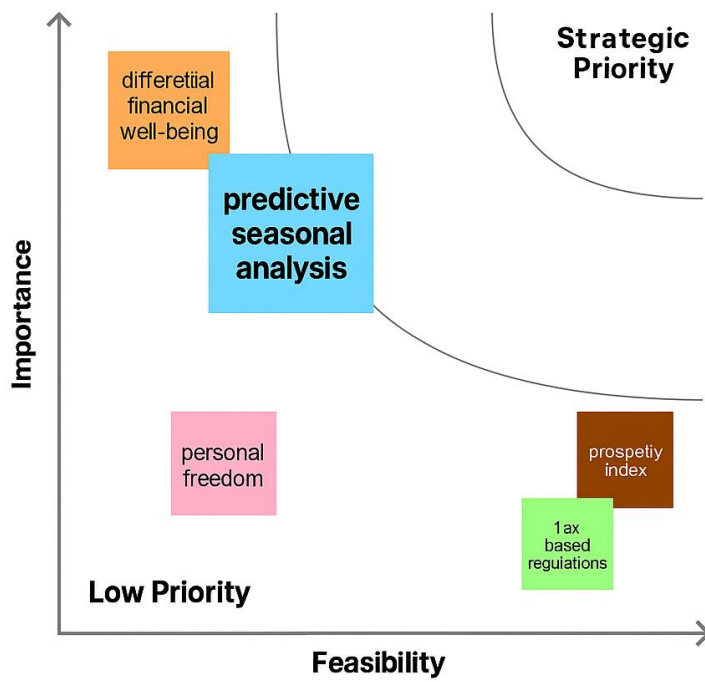 Strategic
Priority
differetiial
financial
well-being
predictive
seasonal
analysis
Importance
personal
freedom
prospetiy
index
1ax
based
reguIations
Low Priority
Feasibility